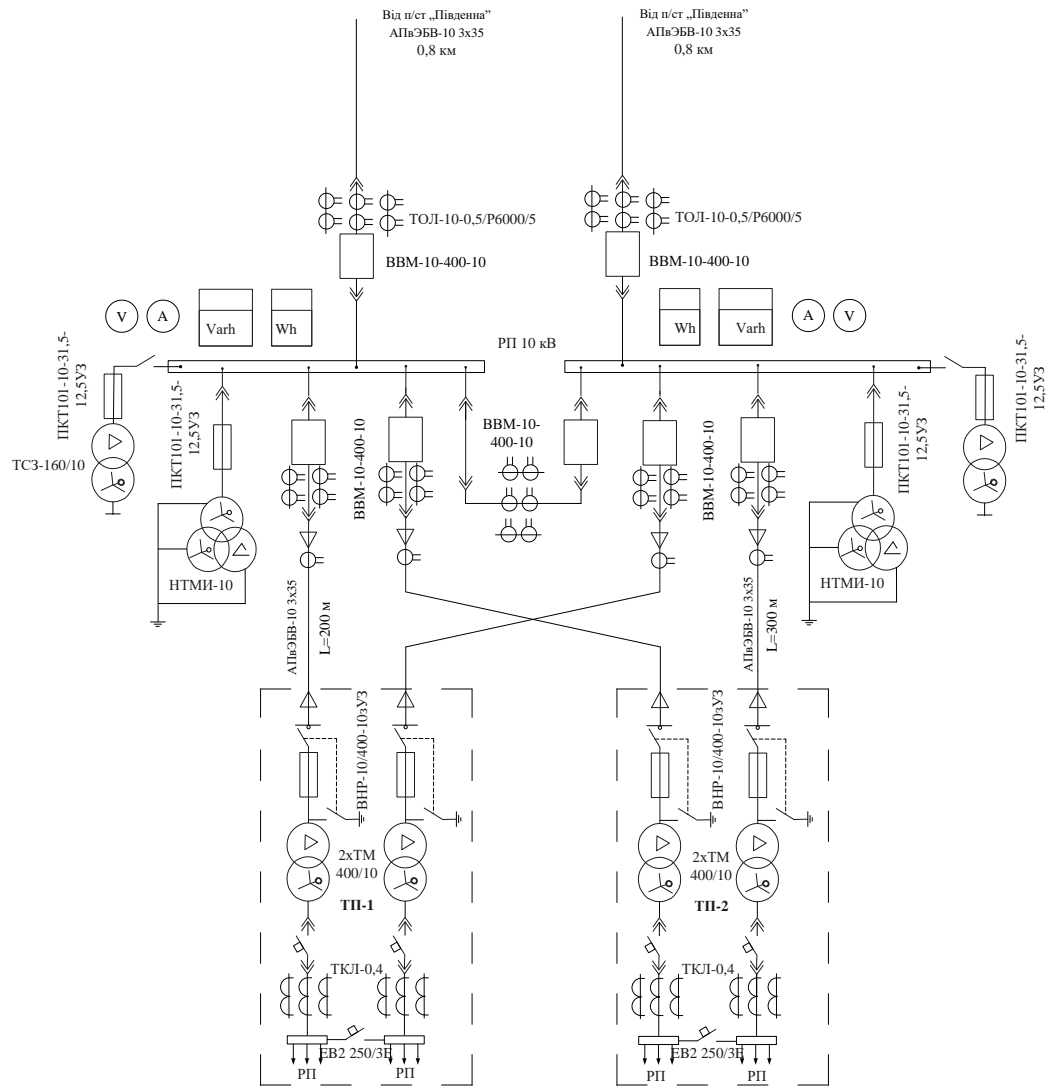 Від п/ст „Південна”
АПвЭБВ-10 3х35
0,8 км
Від п/ст „Південна”
АПвЭБВ-10 3х35
0,8 км
ТОЛ-10-0,5/Р6000/5
ТОЛ-10-0,5/Р6000/5
ВВМ-10-400-10
ВВМ-10-400-10
V
A
Varh
Wh
Wh
Varh
A
V
РП 10 кВ
ПКТ101-10-31,5-
12,5УЗ
ТСЗ-160/10
ПКТ101-10-31,5-
12,5УЗ
ВВМ-10-400-10
ВВМ-10-
400-10
ВВМ-10-400-10
ПКТ101-10-31,5-
12,5УЗ
ПКТ101-10-31,5-
12,5УЗ
НТМИ-10
НТМИ-10
АПвЭБВ-10 3х35
L=200 м
АПвЭБВ-10 3х35
L=300 м
ВНР-10/400-10зУЗ
ВНР-10/400-10зУЗ
2хТМ
400/10
ТП-1
2хТМ
400/10
ТП-2
ТКЛ-0,4
ТКЛ-0,4
ЕВ2 250/3Е
ЕВ2 250/3Е
РП
РП
РП
РП